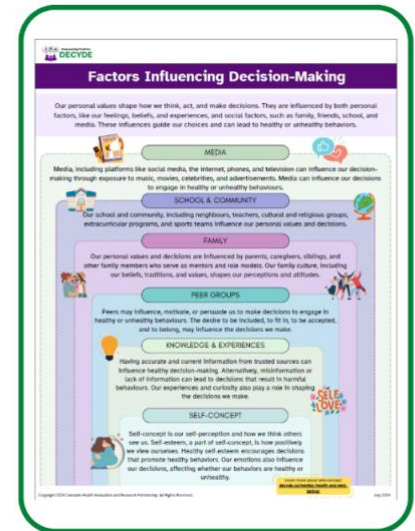 DECYDE
Factors Influencing Decision-Making
Our personal values shape how we think, act, and make decisions. They are influenced by both personal
factors, like our feelings, beliefs, and experiences, and social factors, such as family, friends, school, and
media. These influences guide our choices and can lead to healthy or unhealthy behaviors.
MEDIA
Media, including platforms like social media, the internet, phones, and television can influence our decision-
making through exposure to music, movies, celebrities, and advertisements. Media can influence our decisions
to engage in healthy or unhealthy behaviours.
SCHOOL & COMMUNITY
Our school and community, including neighbours, teachers, cultural and religious groups,
extracurricular programs, and sports teams influence our personal values and decisions.
FAMILY
Our personal values and decisions are influenced by parents, caregivers, siblings, and
other family members who serve as mentors and role models. Our family culture, including
our beliefs, traditions, and values, shapes our perceptions and attitudes.
PEER GROUPS
Peers may influence, motivate, or persuade us to make decisions to engage in
healthy or unhealthy behaviours. The desire to be included, to fit in, to be accepted,
and to belong, may influence the decisions we make.
KNOWLEDGE & EXPERIENCES
Having accurate and current information from trusted sources can
influence healthy decision-making. Alternatively, misinformation or
lack of information can lead to decisions that result in harmful
behaviours. Our experiences and curiosity also play a role in shaping
the decisions we make.
SELF LOVE
SELF-CONCEPT
Self-concept is our self-perception and how we think others
see us. Self-esteem, a part of self-concept, is how positively
we view ourselves. Healthy self-esteem encourages decisions
that promote healthy behaviors. Our emotions also influence
our decisions, affecting whether our behaviors are healthy or
unhealthy.
Copyright 2024 Cannabis Health Evaluation and Research Partnership. All Rights Reserved.
July 2024